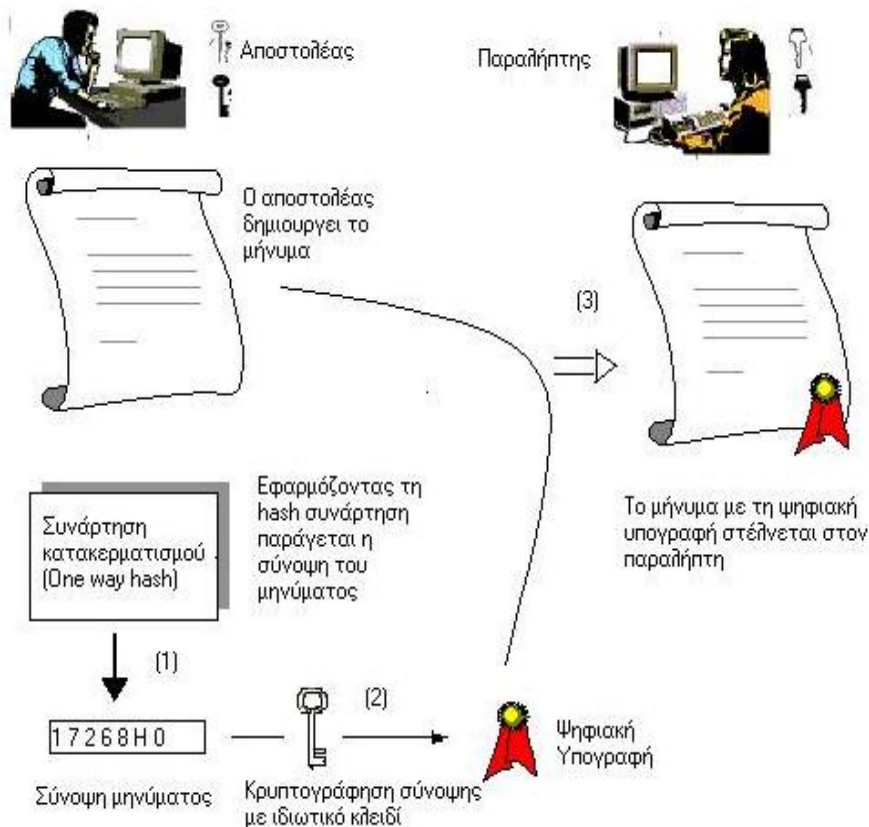 Αποστολέας
Παραλήπτης
Ο αποστολέας
δημιουργει το
μήνυμα
(3)
Συνάρτηση
κατακερματισμού
(One way hash)
Εφαρμόζοντας τη
hash συνάρτηση
παράγεται η
σύνοψη του
μηνύματος
Το μήνυμα με τη ψηφιακή
υπογραφή στέλνεται στον
παραλήπτη
(1)
17268H0
(2)
Ψηφιακή
Υπογραφή
Σύνοψη μηνύματος
Κρυπτογράφηση σύνοψης
με ιδιωτικό κλειδί